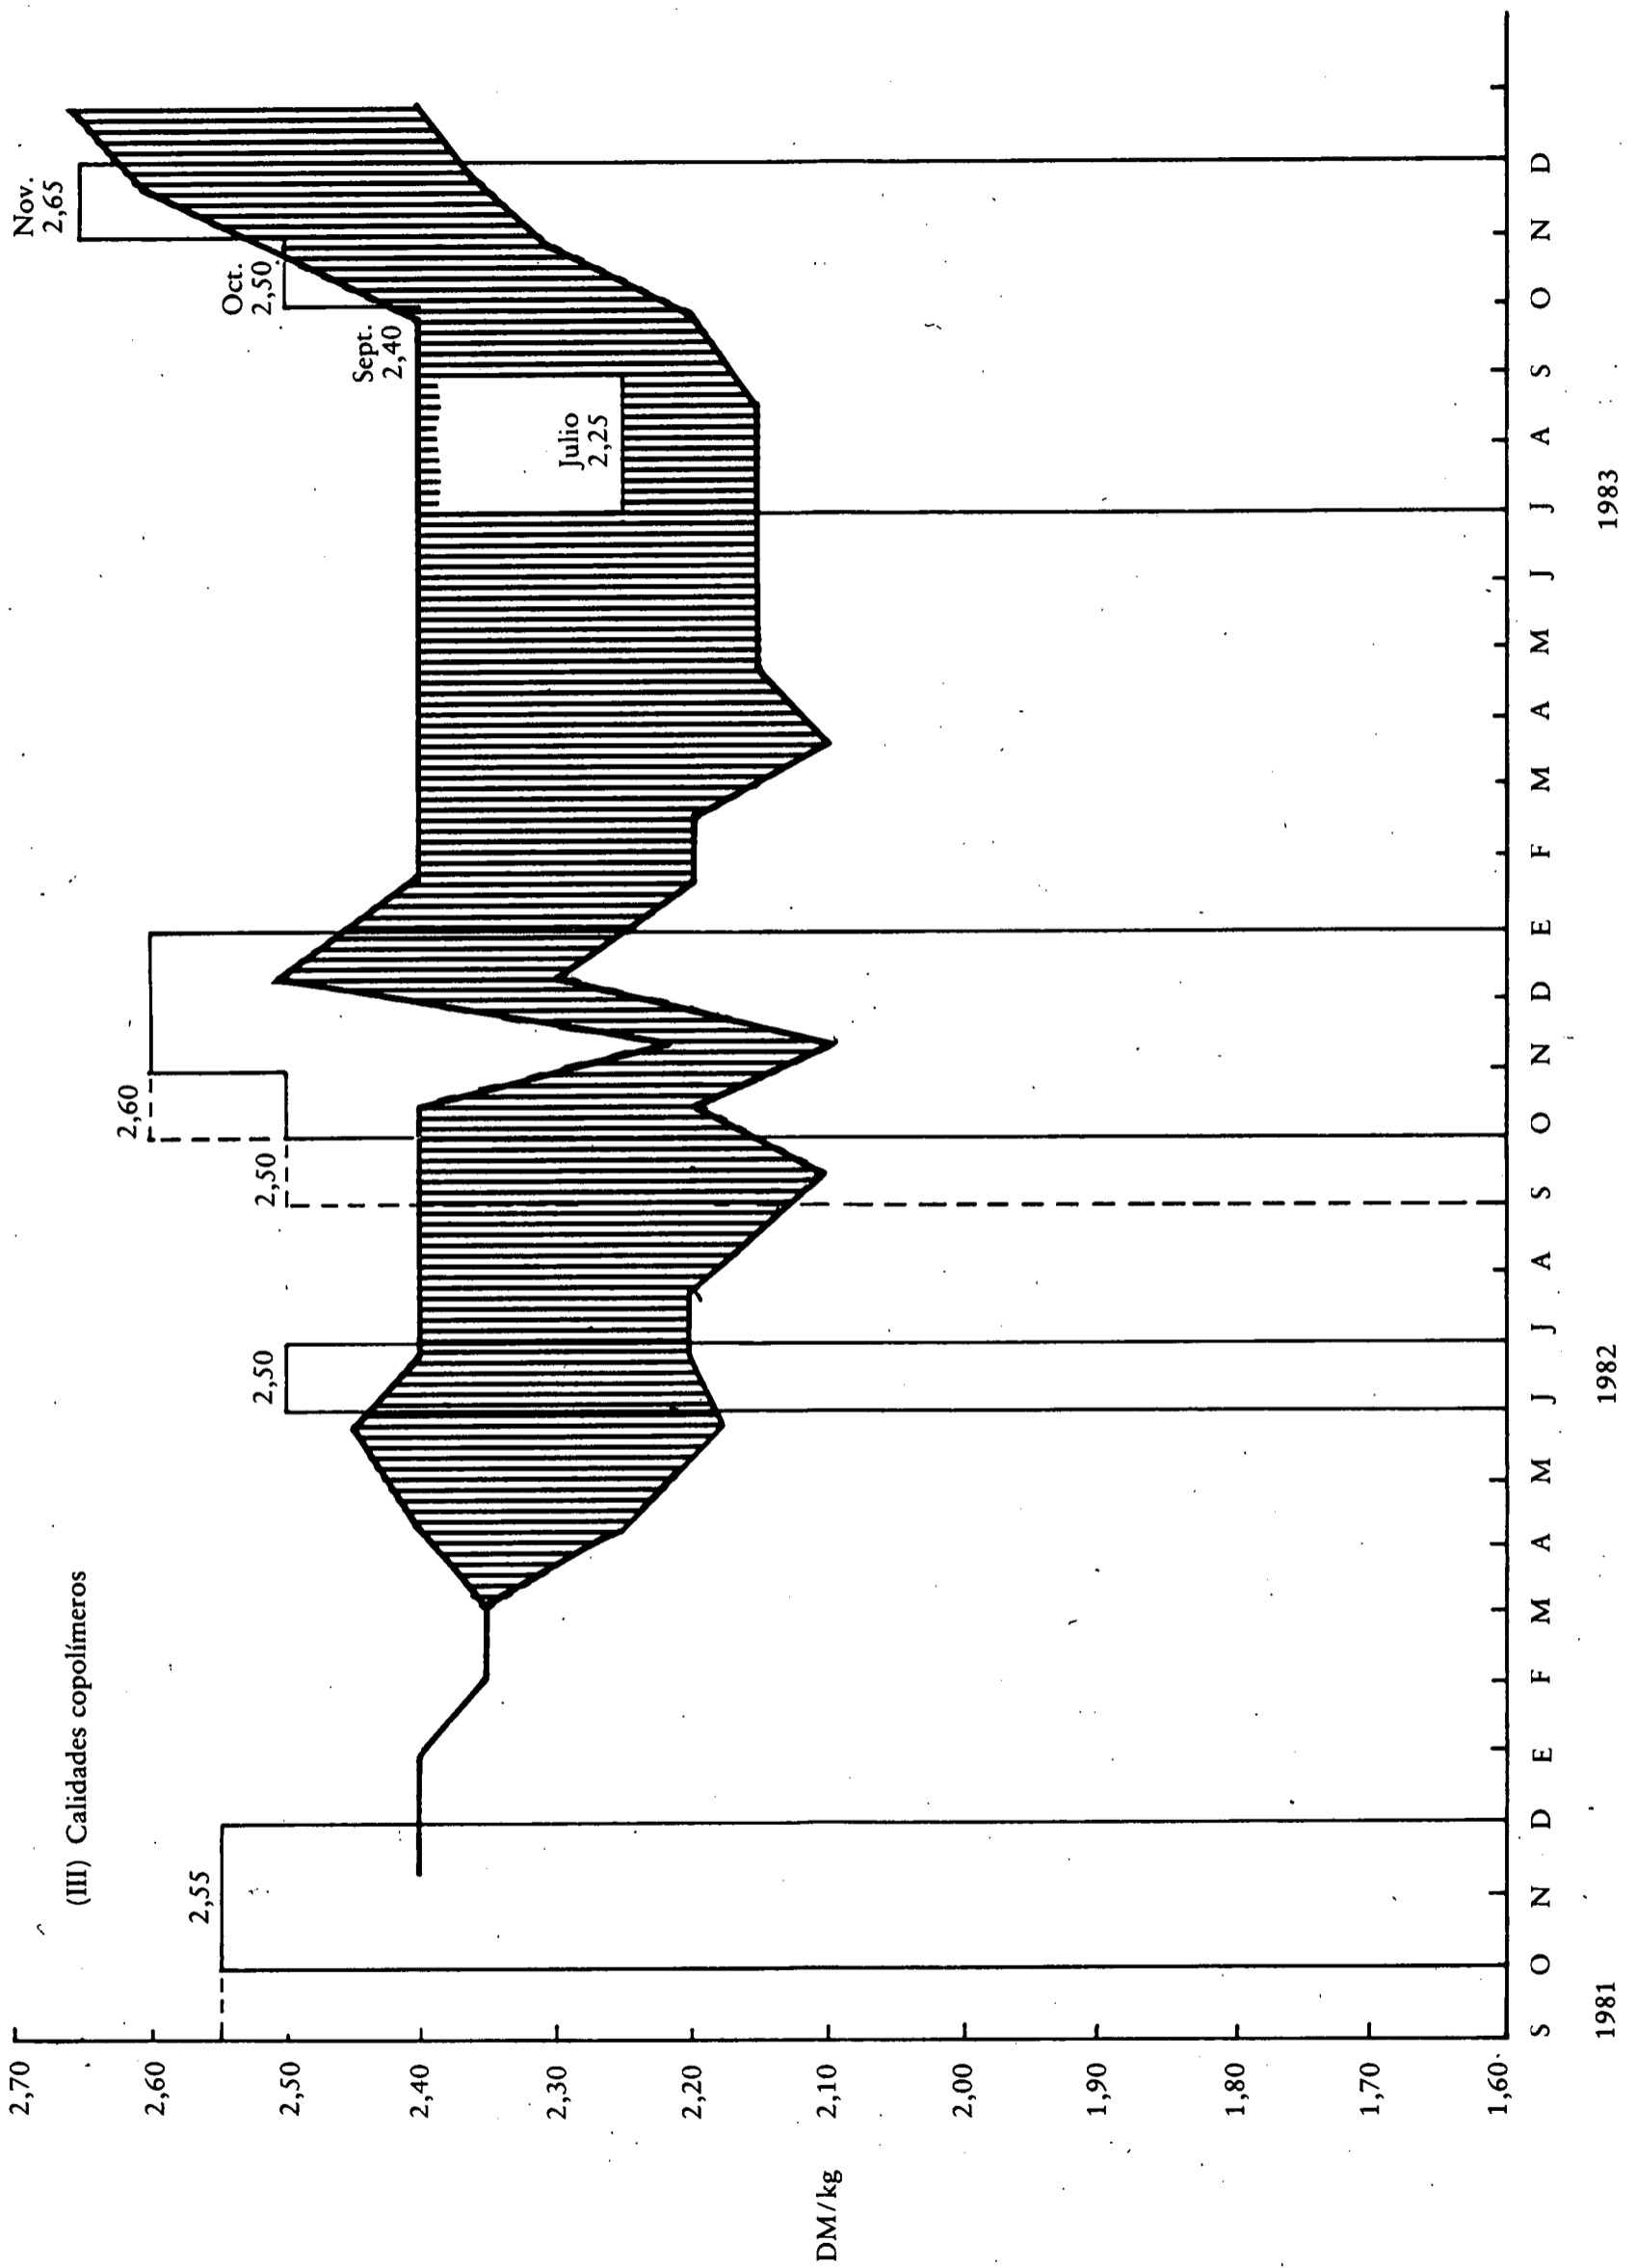 (III) Calidades copolímeros
DM/kg
2,70
2,60
2,50
2,40
2,30
2,20
2,10
2,00
1,90
1,80
1,70
1,60
2,55
2,50
2,50
2,60
Julio
2,25
Sept.
2,40
Oct.
2,50
Nov.
2,65
S O N D E F M A M J J A S O N D E F M A M J J A S O N D
1981 1982 1983